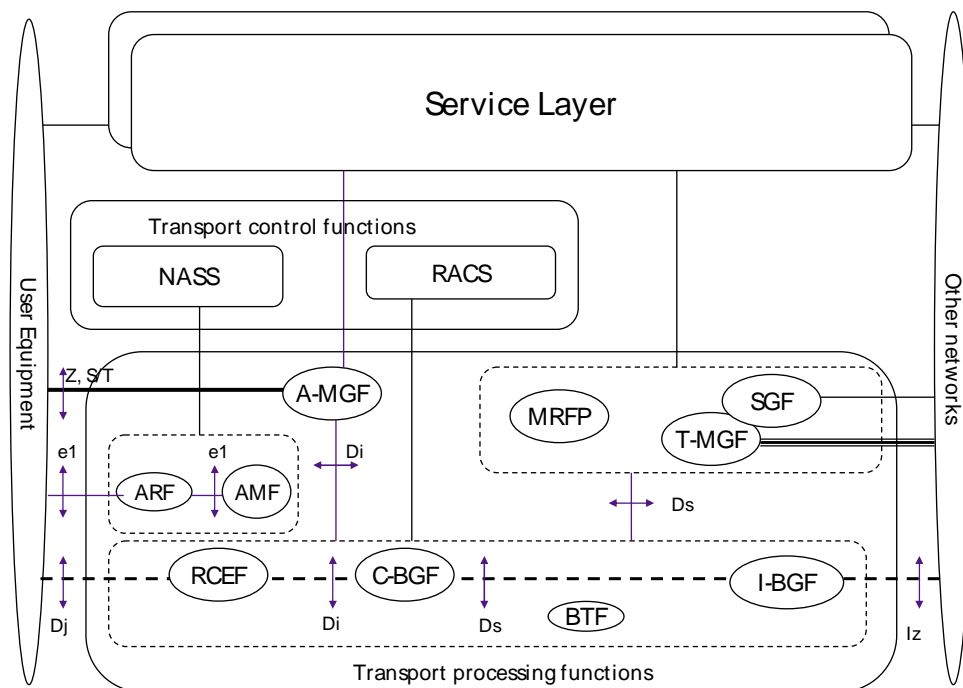 Service Layer
Transport control functions
NASS
RACS
User Equipment
Other networks
Z, S/T
A-MGF
SGF
MRFP
T-MGF
e1
e1
Di
ARF
AMF
Ds
RCEF
C-BGF
I-BGF
BTF
Dj
Di
Ds
Iz
Transport processing functions